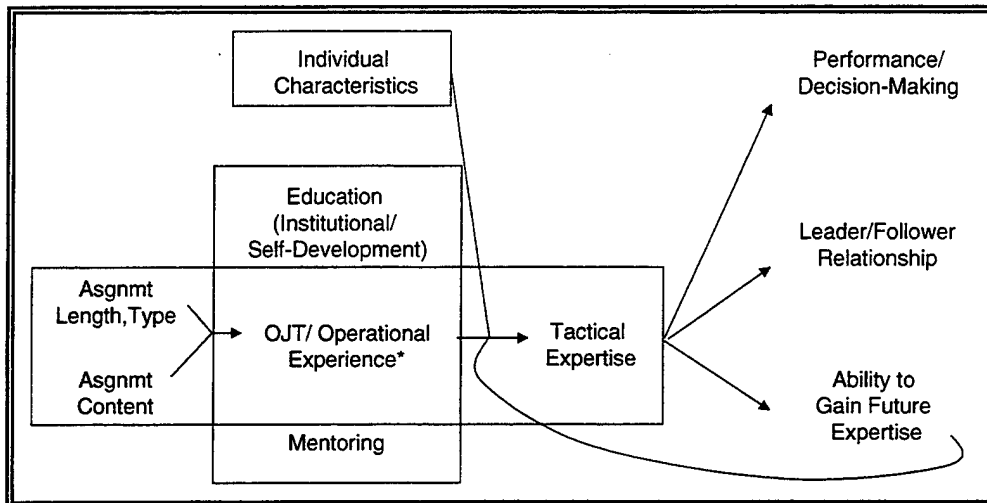 Individual
Characteristics
Performance/
Decision-Making
Education
(Institutional/
Self-Development)
Leader/Follower
Relationship
Asgnmt
Length,Type
Asgnmt
Content
OJT/ Operational
Experience*
Tactical
Expertise
Ability to
Gain Future
Expertise
Mentoring